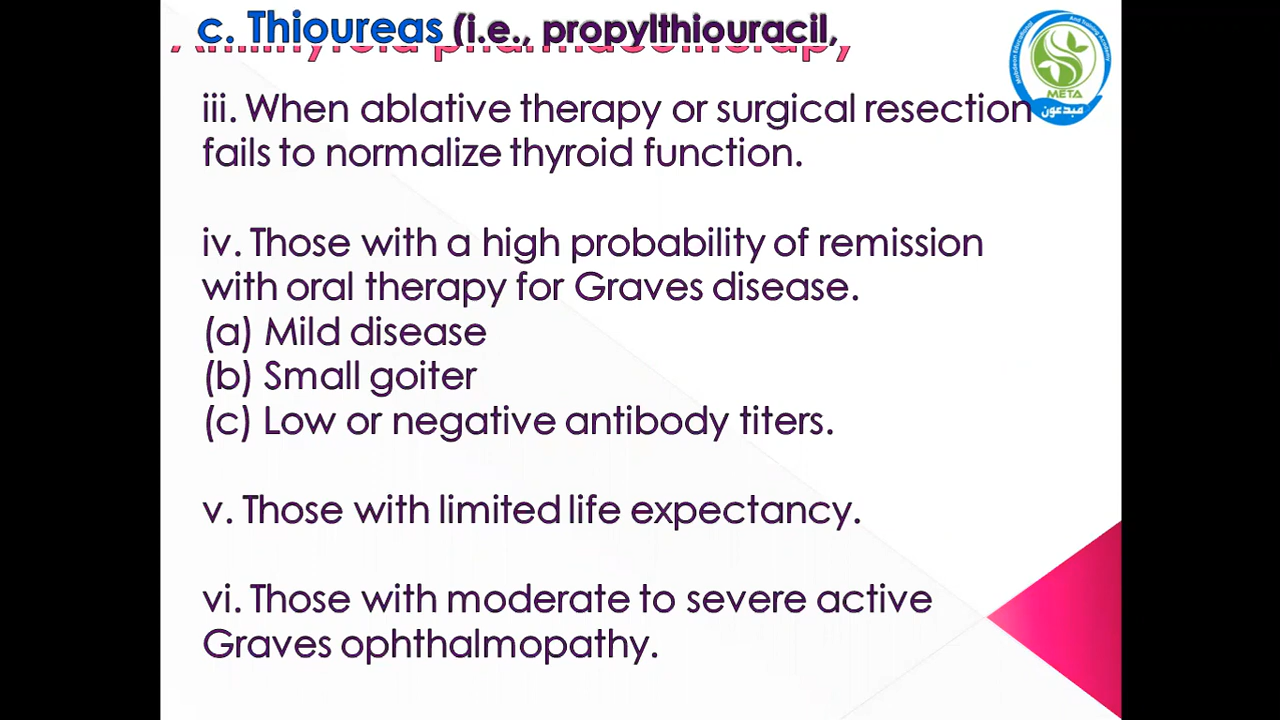 c. Thioureas (i.e., propylthiouracil,
iii. When ablative therapy or surgical resection
fails to normalize thyroid function.
iv. Those with a high probability of remission
with oral therapy for Graves disease.
(a) Mild disease
(b) Small goiter
(c) Low or negative antibody titers.
v. Those with limited life expectancy.
vi. Those with moderate to severe active
Graves ophthalmopathy.
META
مبدعون